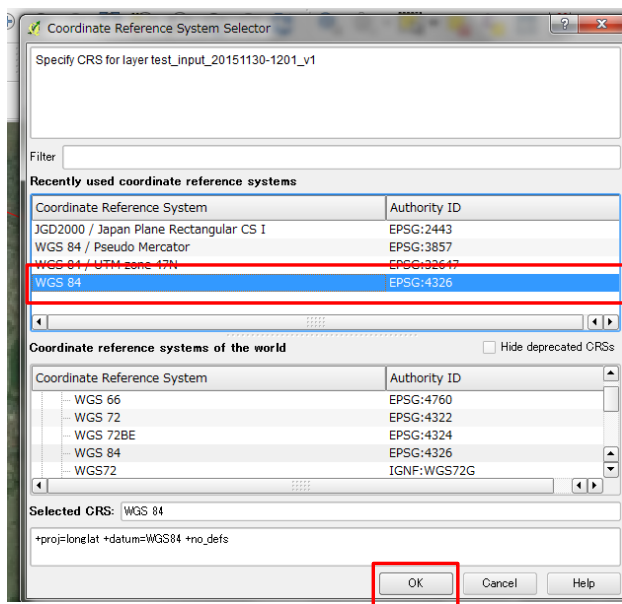 Coordinate Reference System Selector
Specify CRS for layer test_input_20151130-1201_v1
Filter
Recently used coordinate reference systems
Coordinate Reference System Authority ID
JGD2000 / Japan Plane Rectangular CS I EPSG:2443
WGS 84 / Pseudo Mercator EPSG:3857
WGS 84 / UTM zone 47N EPSG:32647
WGS 84 EPSG:4326
Coordinate reference systems of the world Hide deprecated CRSs
Coordinate Reference System Authority ID
WGS 66 EPSG:4760
WGS 72 EPSG:4322
WGS 72BE EPSG:4324
WGS 84 EPSG:4326
WGS72 IGNF:WGS72G
Selected CRS: WGS 84
+proj=longlat +datum=WGS84 +no_defs
OK Cancel Help